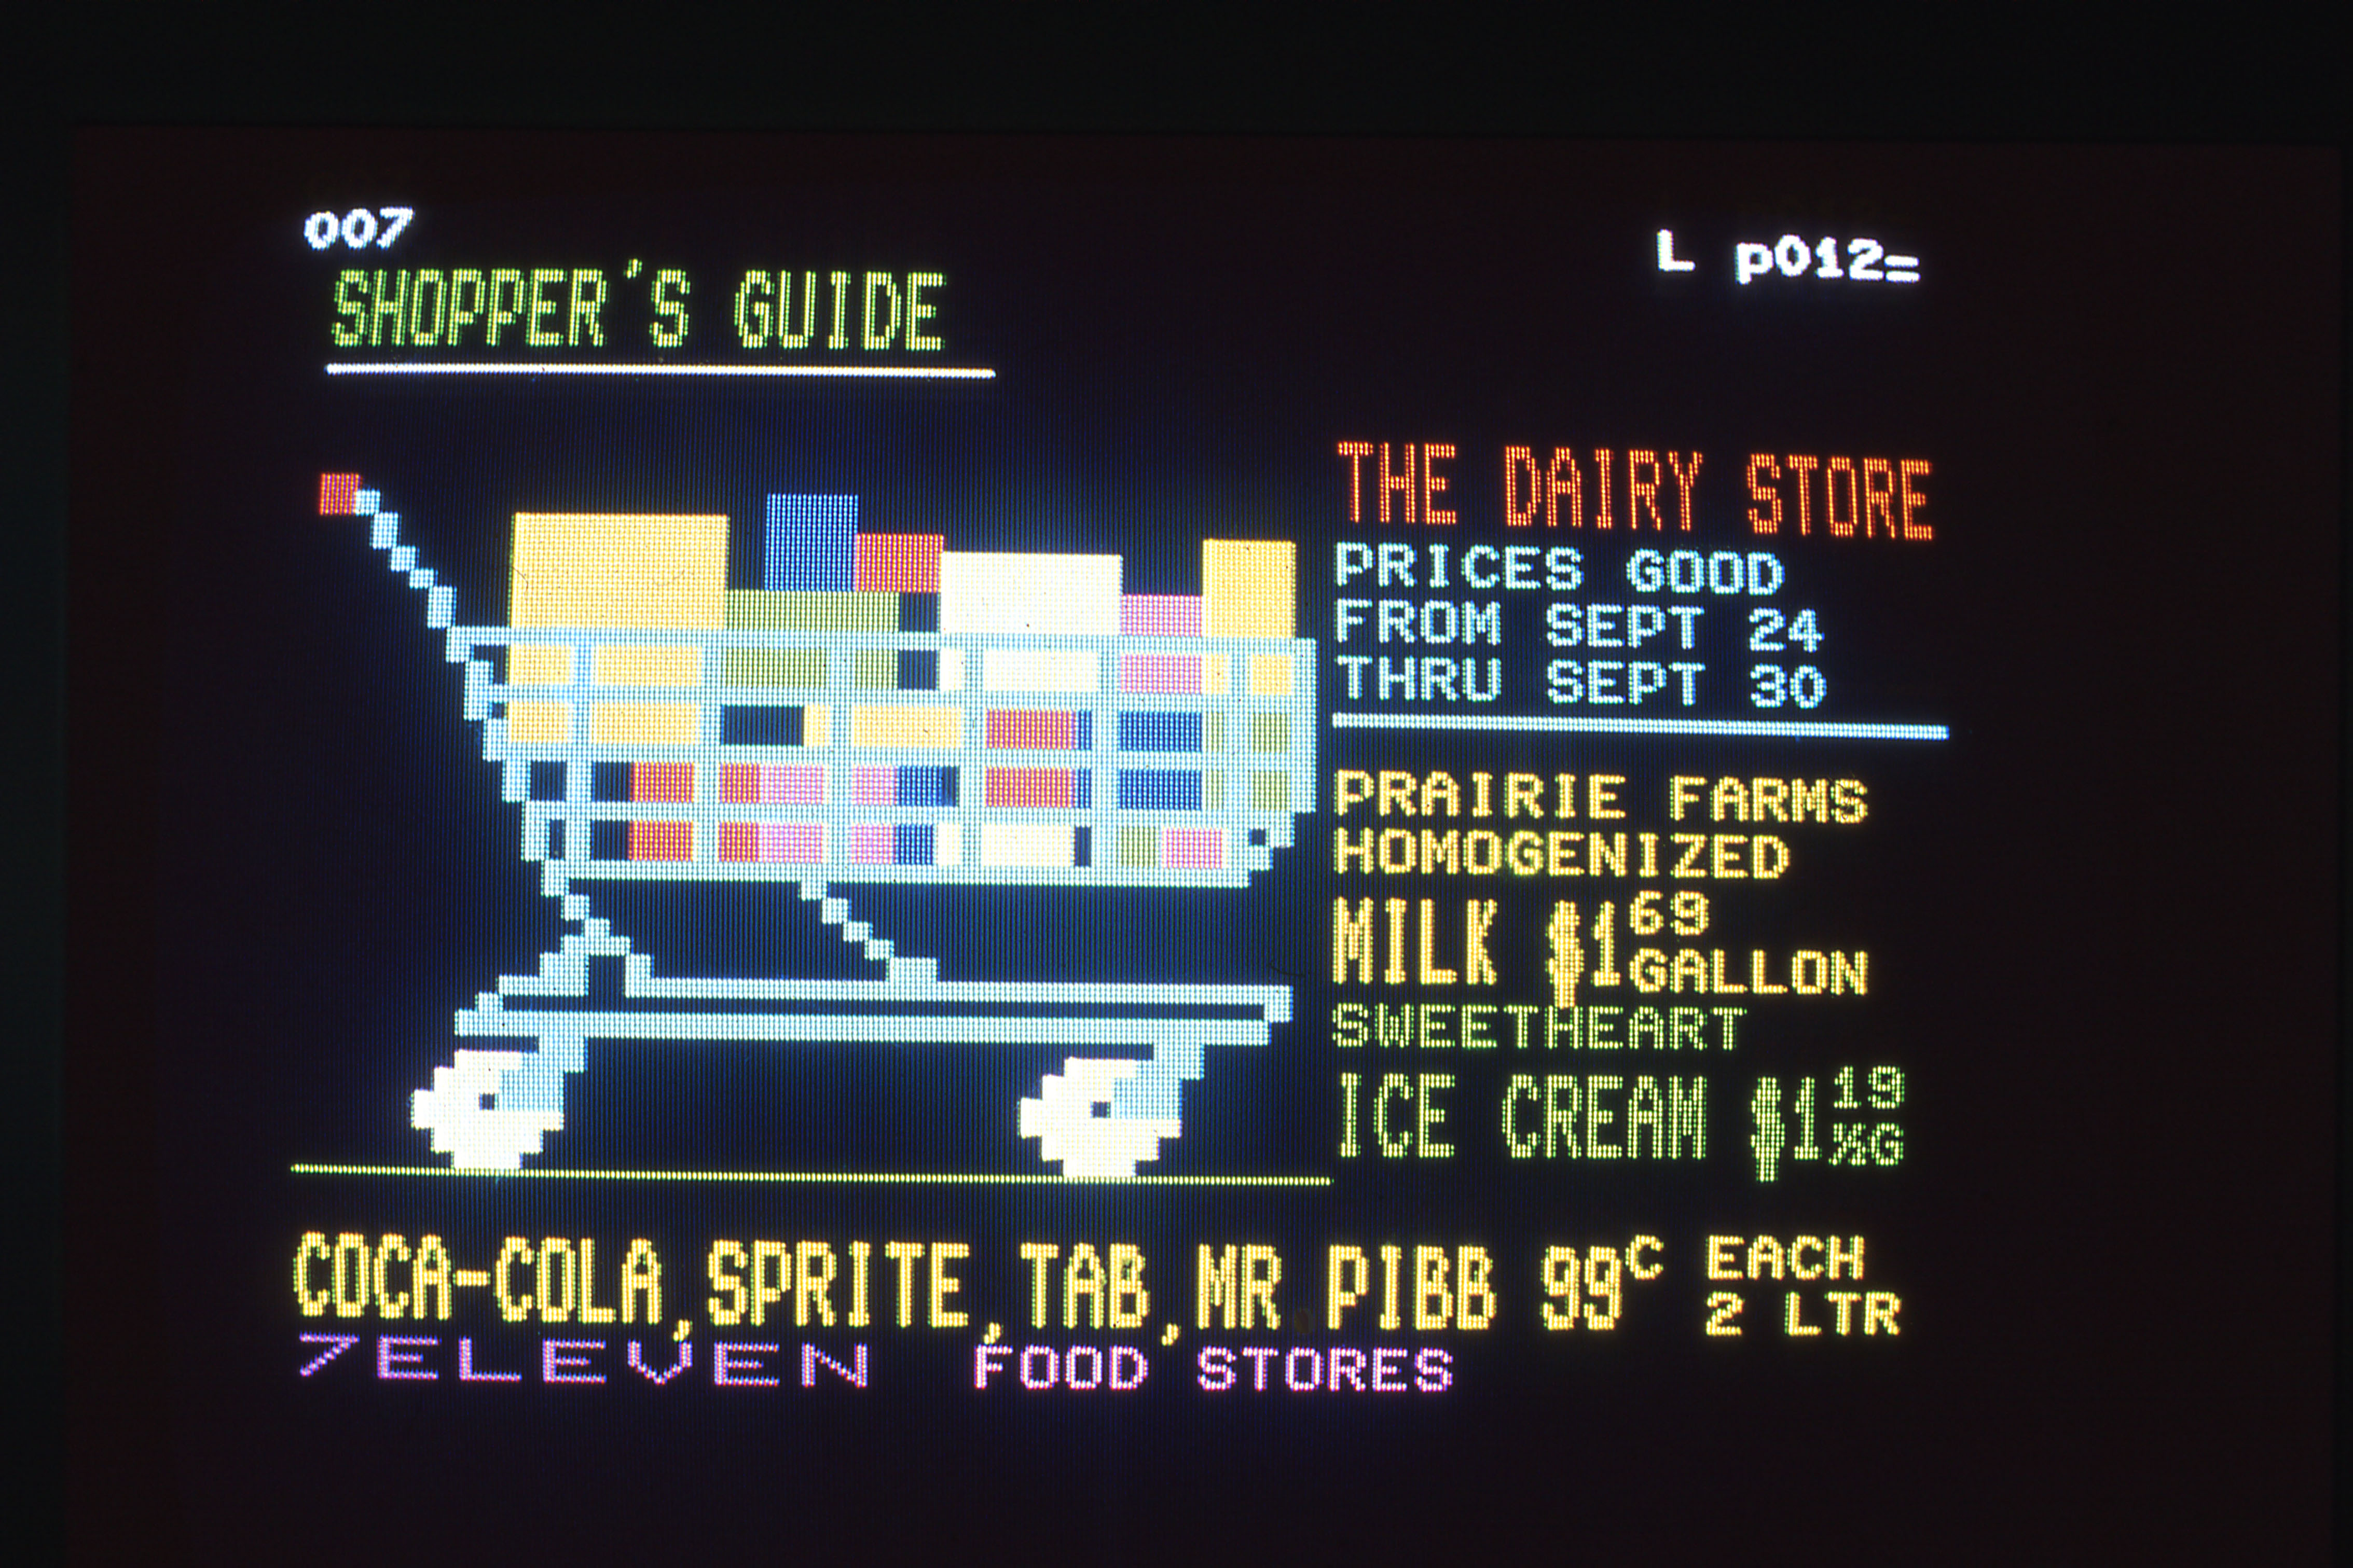 007
L p012=
SHOPPER'S GUIDE
THE DAIRY STORE
PRICES GOOD
FROM SEPT 24
THRU SEPT 30
PRAIRIE FARMS
HOMOGENIZED
MILK $1 69 GALLON
SWEETHEART
ICE CREAM $1 19 ½G
COCA-COLA, SPRITE, TAB, MR PIBB 99c EACH 2 LTR
7ELEVEN FOOD STORES